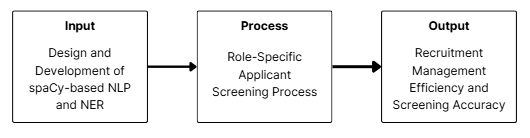 Input
Design and
Development of
spaCy-based NLP
and NER
Process
Role-Specific
Applicant
Screening Process
Output
Recruitment
Management
Efficiency and
Screening Accuracy